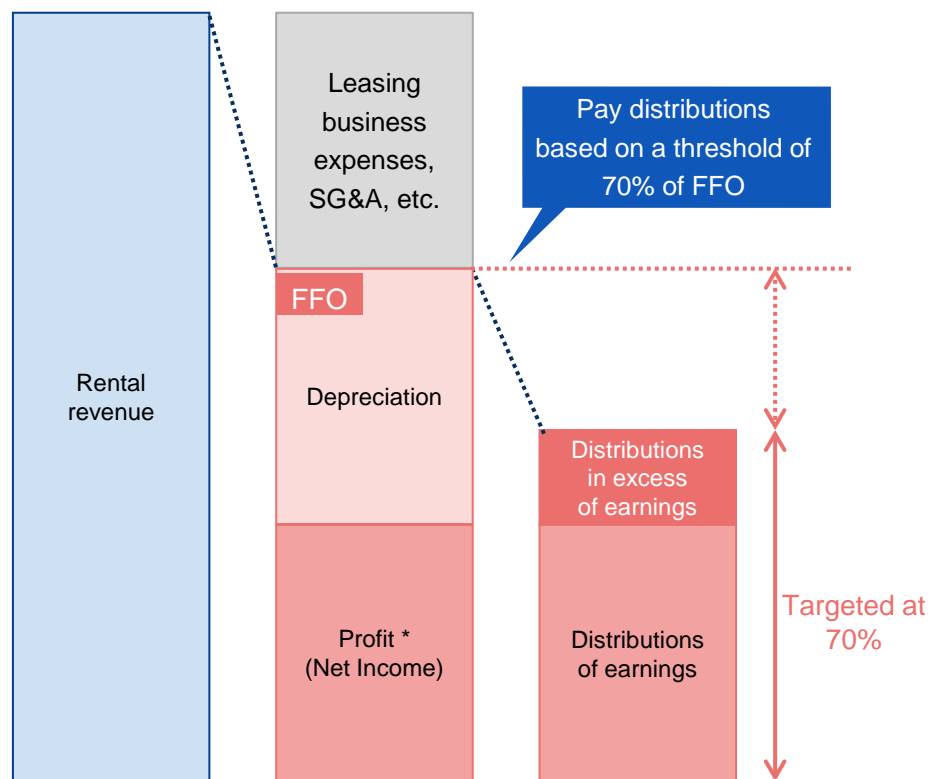 Rental
revenue
Leasing
business
expenses,
SG&A, etc.
FFO
Depreciation
Profit *
(Net Income)
Pay distributions
based on a threshold of
70% of FFO
Distributions
in excess
of earnings
Distributions
of earnings
Targeted at
70%